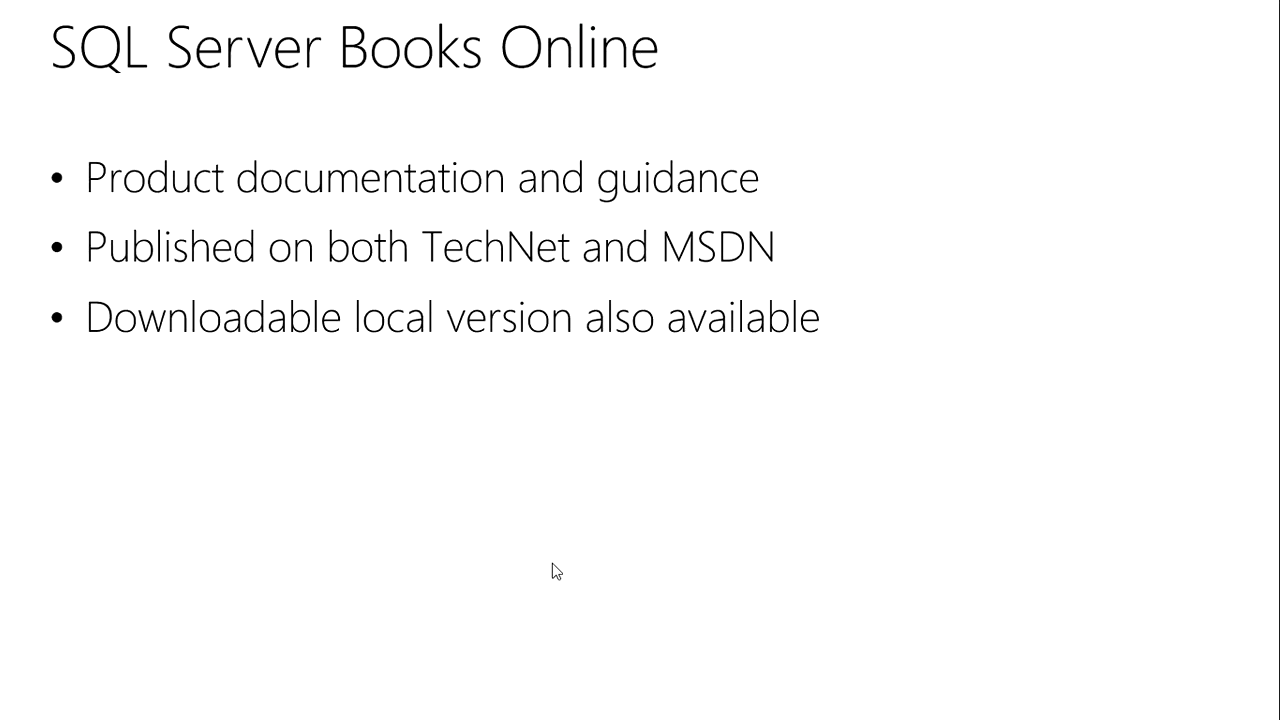 SQL Server Books Online
• Product documentation and guidance
• Published on both TechNet and MSDN
• Downloadable local version also available